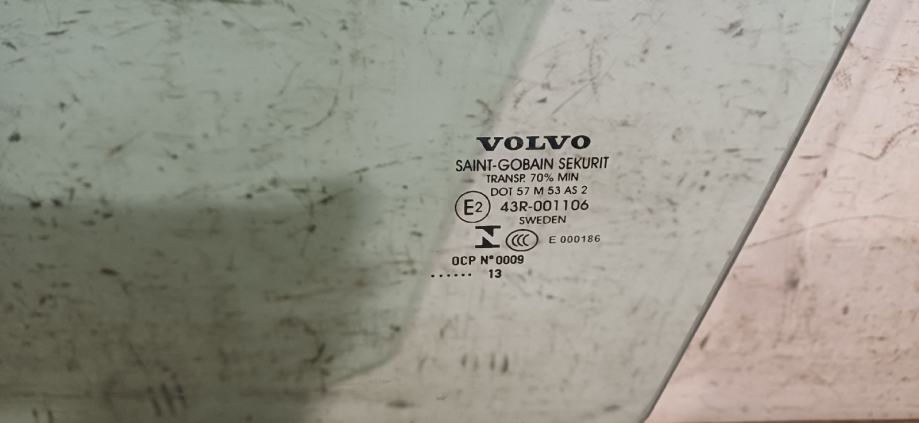 VOLVO
SAINT-GOBAIN SEKURIT
TRANSP. 70% MIN
DOT 57 M 53 AS 2
E2 43R-001106
SWEDEN
N CCC E 000186
OCP N°0009
...... 13